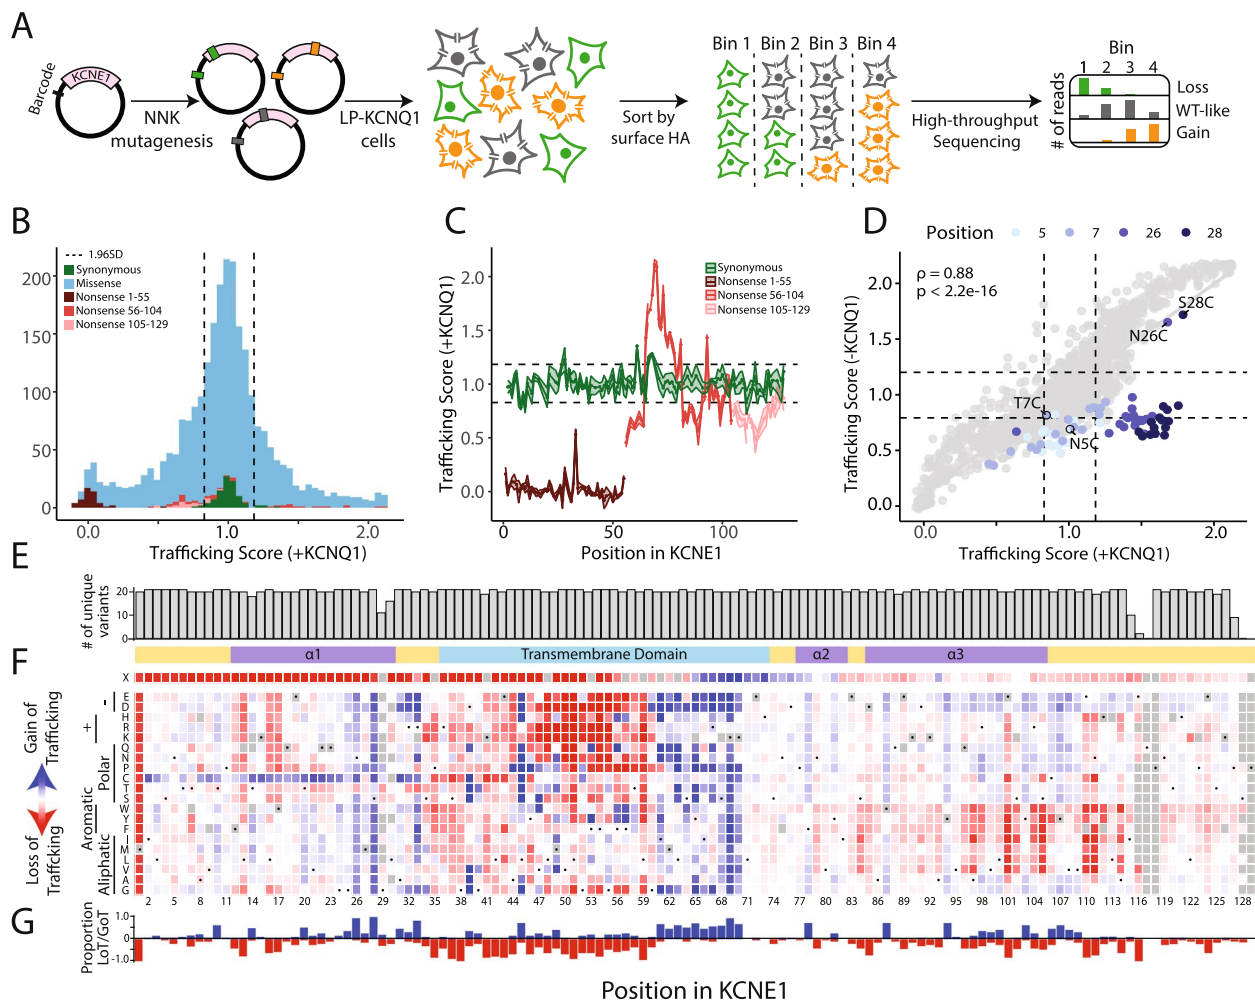 A
Barcode
KCNE1
NNK
mutagenesis
LP-KCNQ1
cells
Sort by
surface HA
Bin 1 Bin 2 Bin 3 Bin 4
High-throughput
Sequencing
Bin
1 2 3 4
# of reads
Loss
WT-like
Gain
B
1.96SD
Synonymous
Missense
Nonsense 1-55
Nonsense 56-104
Nonsense 105-129
200
150
100
50
0
0.0 1.0 2.0
Trafficking Score (+KCNQ1)
C
Trafficking Score (+KCNQ1)
Synonymous
Nonsense 1-55
Nonsense 56-104
Nonsense 105-129
2.0
1.5
1.0
0.5
0.0
0 50 100
Position in KCNE1
D
Position 5 7 26 28
Trafficking Score (-KCNQ1)
ρ = 0.88
p < 2.2e-16
S28C
N26C
T7C
N5C
2.0
1.5
1.0
0.5
0.0
0.0 1.0 2.0
Trafficking Score (+KCNQ1)
E
# of unique
variants
20
10
0
α1 Transmembrane Domain α2 α3
F
Gain of
Trafficking
Loss of
Traffcking
- + Polar Aromatic Aliphatic
X
E
D
H
R
K
Q
N
P
C
T
S
W
Y
F
I
M
L
V
A
G
2 5 8 11 14 17 20 23 26 29 32 35 38 41 44 47 50 53 56 59 62 65 68 71 74 77 80 83 86 89 92 95 98 101 104 107 110 113 116 119 122 125 128
G
Proportion
LoT/GoT
1.0
0
-1.0
Position in KCNE1